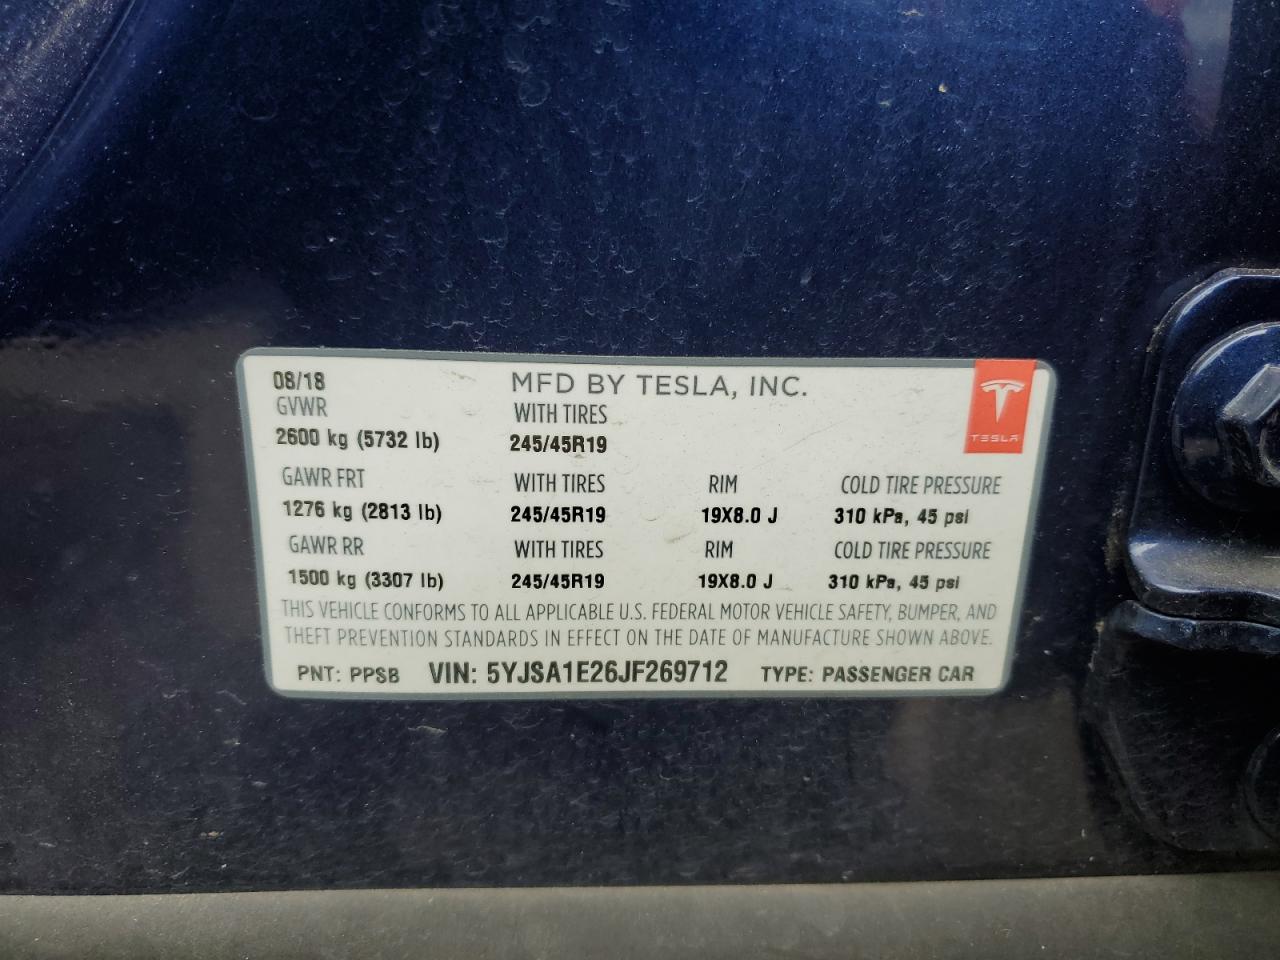 08/18 MFD BY TESLA, INC.
GVWR WITH TIRES
2600 kg (5732 lb) 245/45R19
TESLA
GAWR FRT WITH TIRES RIM COLD TIRE PRESSURE
1276 kg (2813 lb) 245/45R19 19X8.0 J 310 kPa, 45 psi
GAWR RR WITH TIRES RIM COLD TIRE PRESSURE
1500 kg (3307 lb) 245/45R19 19X8.0 J 310 kPa, 45 psi
THIS VEHICLE CONFORMS TO ALL APPLICABLE U.S. FEDERAL MOTOR VEHICLE SAFETY, BUMPER, AND
THEFT PREVENTION STANDARDS IN EFFECT ON THE DATE OF MANUFACTURE SHOWN ABOVE.
PNT: PPSB VIN: 5YJSA1E26JF269712 TYPE: PASSENGER CAR